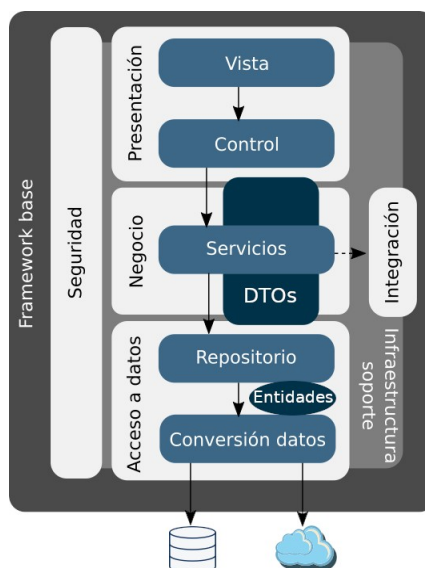 Framework base
Seguridad
Presentación
Vista
Control
Negocio
Servicios
DTOs
Integración
Acceso a datos
Repositorio
Entidades
Conversión datos
Infraestructura
soporte